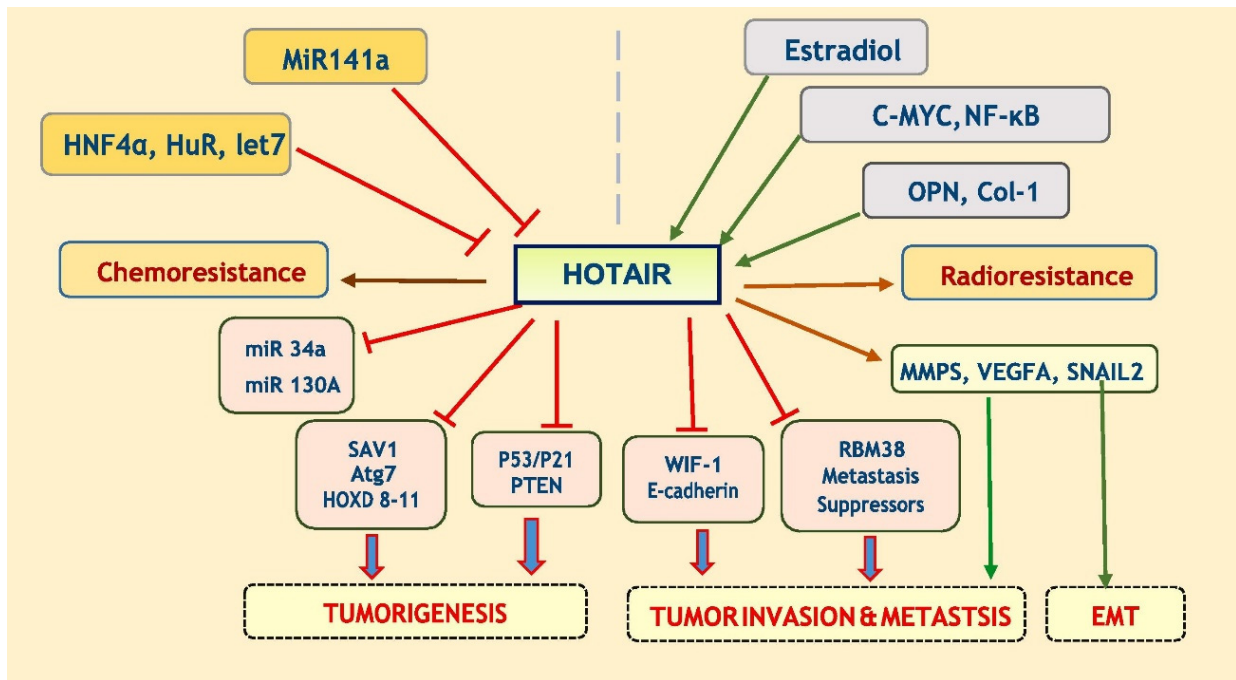 MiR141a
Estradiol
C-MYC, NF-κB
HNF4α, HuR, let7
OPN, Col-1
HOTAIR
Chemoresistance
Radioresistance
miR 34a
miR 130A
MMPS, VEGFA, SNAIL2
SAV1
Atg7
HOXD 8-11
P53/P21
PTEN
WIF-1
E-cadherin
RBM38
Metastasis
Suppressors
TUMORIGENESIS
TUMOR INVASION & METASTSIS
EMT